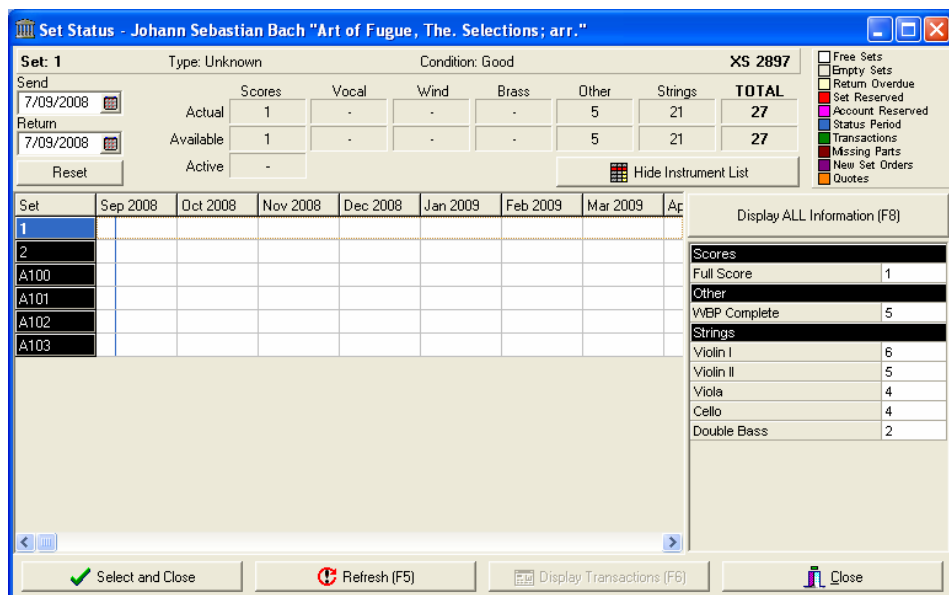 Set Status - Johann Sebastian Bach "Art of Fugue, The. Selections; arr."
Set: 1 Type: Unknown Condition: Good XS 2897
Send
7/09/2008
Return
7/09/2008
Reset
Scores Vocal Wind Brass Other Strings TOTAL
Actual 1 - - - 5 21 27
Available 1 - - - 5 21 27
Active -
Hide Instrument List
Free Sets
Empty Sets
Return Overdue
Set Reserved
Account Reserved
Status Period
Transactions
Missing Parts
New Set Orders
Quotes
Set Sep 2008 Oct 2008 Nov 2008 Dec 2008 Jan 2009 Feb 2009 Mar 2009 Ap
1
2
A100
A101
A102
A103
Display ALL Information (F8)
Scores
Full Score 1
Other
WBP Complete 5
Strings
Violin I 6
Violin II 5
Viola 4
Cello 4
Double Bass 2
Select and Close Refresh (F5) Display Transactions (F6) Close